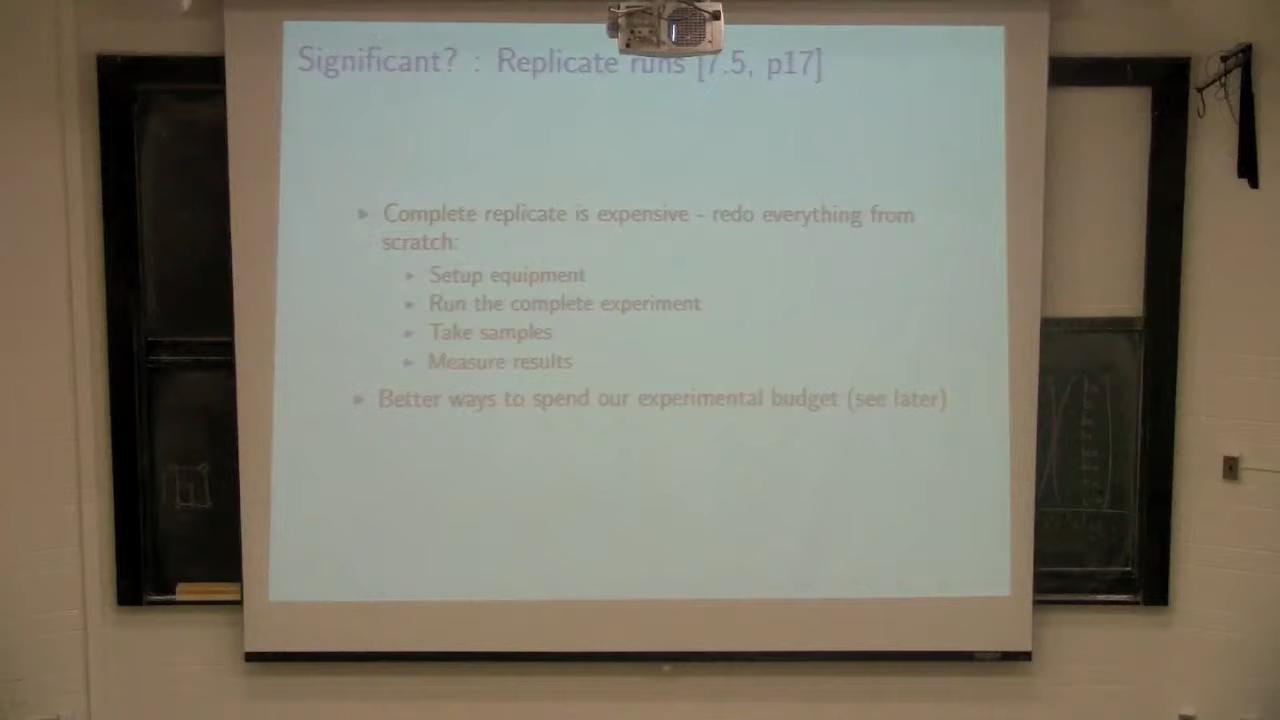 Significant? : Replicate runs [7.5, p17]
Complete replicate is expensive - redo everything from
scratch:
Setup equipment
Run the complete experiment
Take samples
Measure results
Better ways to spend our experimental budget (see later)